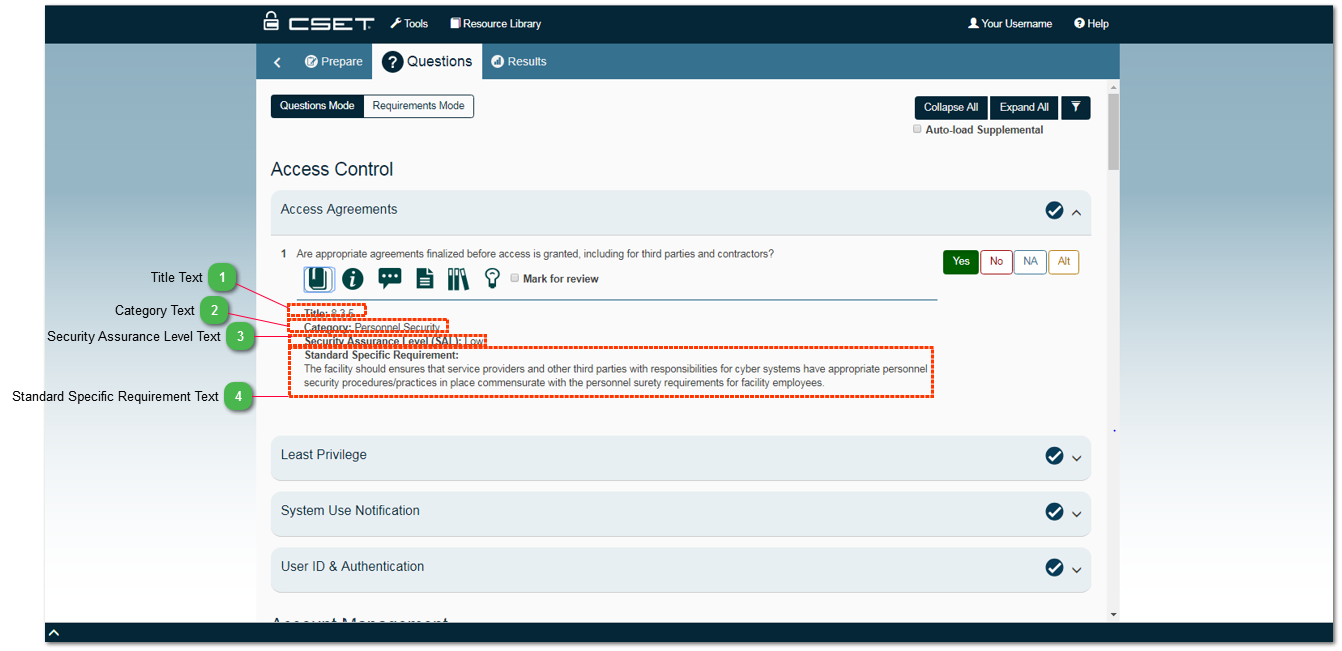 CSET Tools Resource Library Your Username Help
Prepare Questions Results
Questions Mode Requirements Mode Collapse All Expand All
Auto-load Supplemental
Access Control
Access Agreements
1 Are appropriate agreements finalized before access is granted, including for third parties and contractors? Yes No NA Alt
Mark for review
Title Text 1
Title: 8.3.5
Category Text 2
Category: Personnel Security
Security Assurance Level Text 3
Security Assurance Level (SAL): Low
Standard Specific Requirement:
The facility should ensures that service providers and other third parties with responsibilities for cyber systems have appropriate personnel
security procedures/practices in place commensurate with the personnel surety requirements for facility employees.
Standard Specific Requirement Text 4
Least Privilege
System Use Notification
User ID & Authentication
Account Management